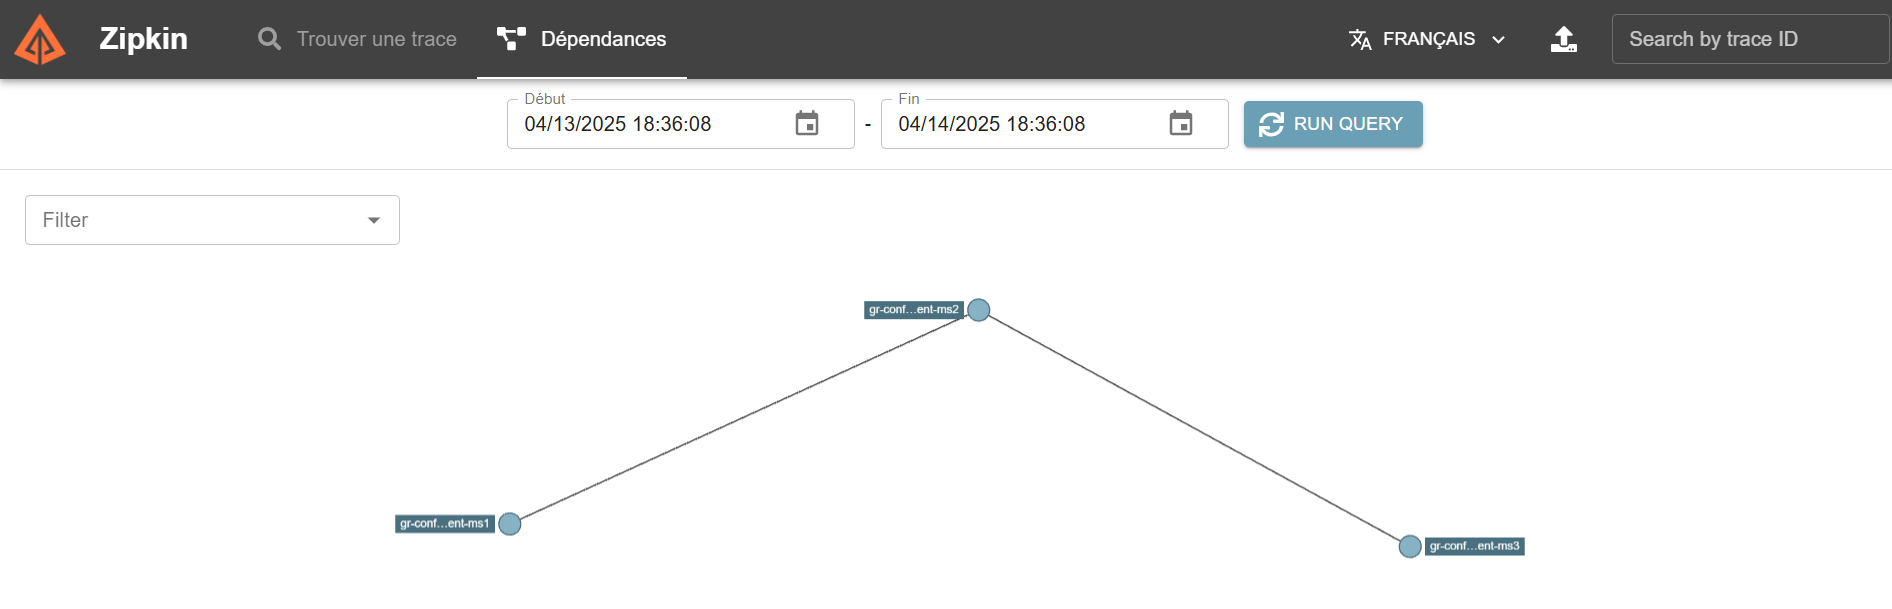 Zipkin
Trouver une trace
Dépendances
FRANÇAIS
Search by trace ID
Début
04/13/2025 18:36:08
-
Fin
04/14/2025 18:36:08
RUN QUERY
Filter
gr-conf...ent-ms2
gr-conf...ent-ms1
gr-conf...ent-ms3